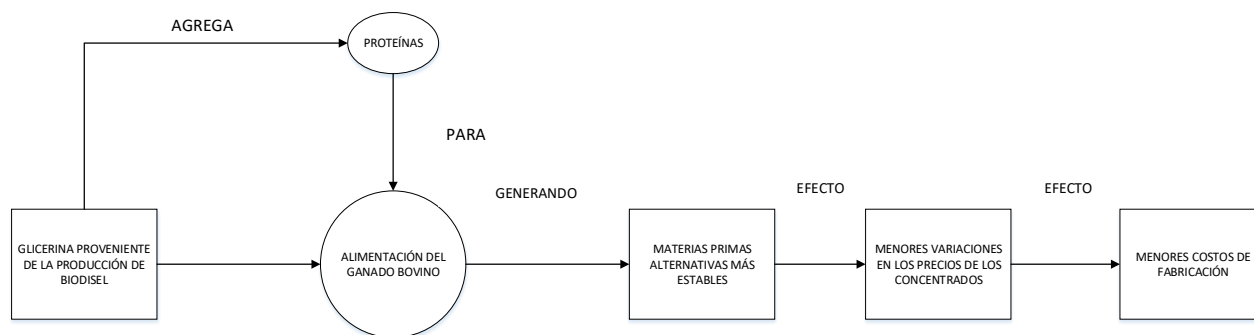 AGREGA
PROTEÍNAS
PARA
GENERANDO
EFECTO
EFECTO
GLICERINA PROVENIENTE
DE LA PRODUCCIÓN DE
BIODISEL
ALIMENTACIÓN DEL
GANADO BOVINO
MATERIAS PRIMAS
ALTERNATIVAS MÁS
ESTABLES
MENORES VARIACIONES
EN LOS PRECIOS DE LOS
CONCENTRADOS
MENORES COSTOS DE
FABRICACIÓN